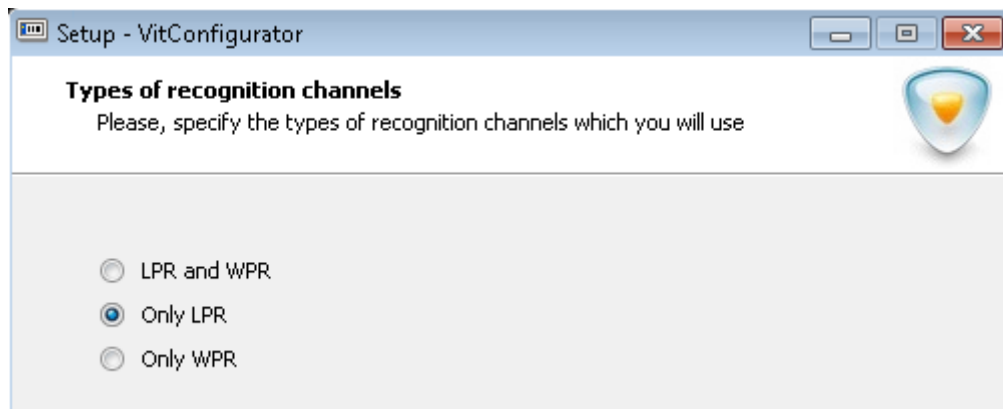 Setup - VitConfigurator
Types of recognition channels
Please, specify the types of recognition channels which you will use
LPR and WPR
Only LPR
Only WPR